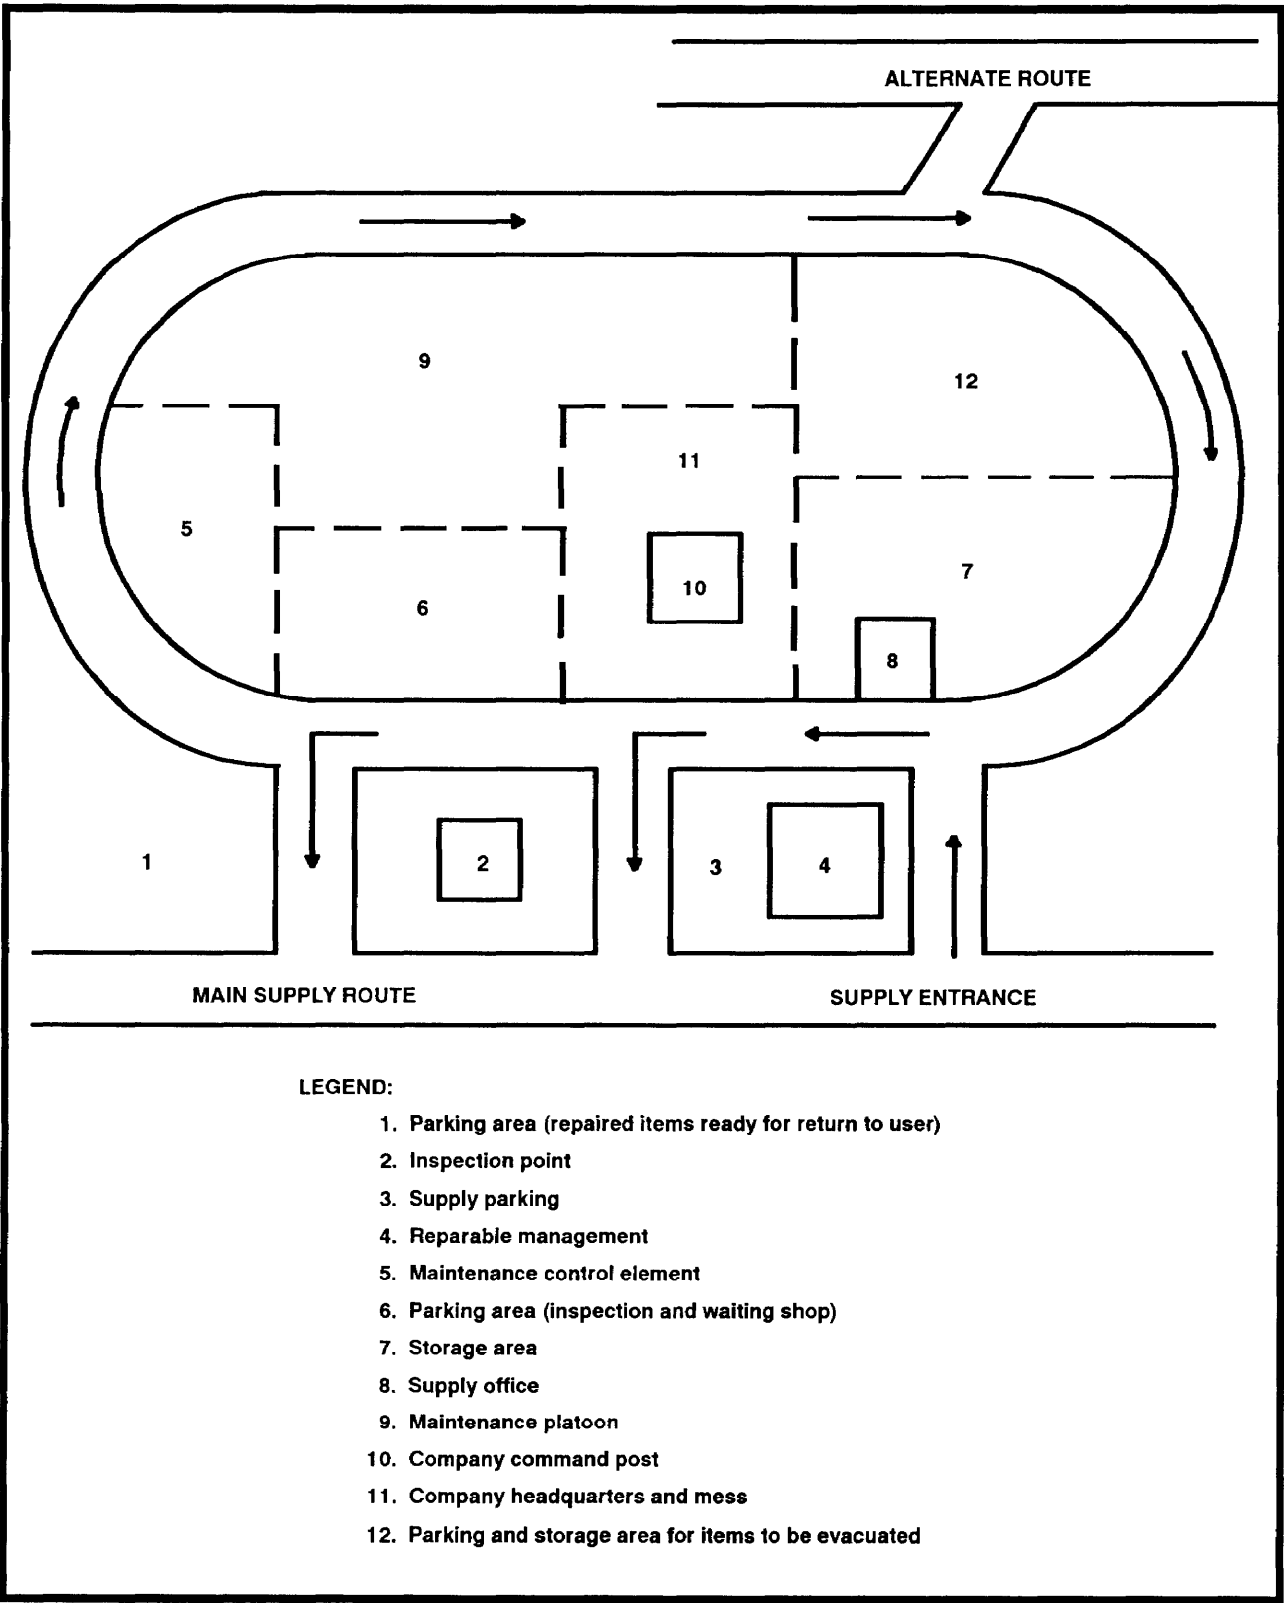 ALTERNATE ROUTE
9
12
11
5
10
7
6
8
1
2
3
4
MAIN SUPPLY ROUTE
SUPPLY ENTRANCE
LEGEND:
1. Parking area (repaired items ready for return to user)
2. Inspection point
3. Supply parking
4. Reparable management
5. Maintenance control element
6. Parking area (inspection and waiting shop)
7. Storage area
8. Supply office
9. Maintenance platoon
10. Company command post
11. Company headquarters and mess
12. Parking and storage area for items to be evacuated